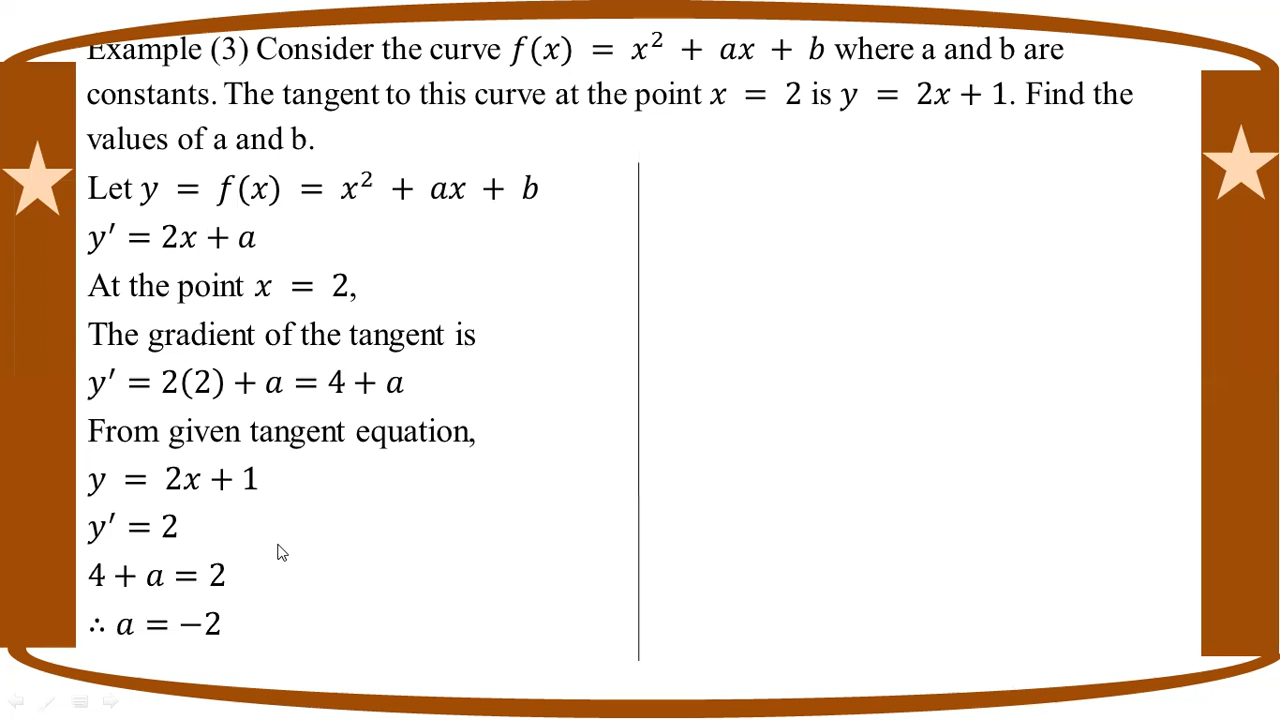 Example (3) Consider the curve f(x) = x² + ax + b where a and b are
constants. The tangent to this curve at the point x = 2 is y = 2x + 1. Find the
values of a and b.
Let y = f(x) = x² + ax + b
y′ = 2x + a
At the point x = 2,
The gradient of the tangent is
y′ = 2(2) + a = 4 + a
From given tangent equation,
y = 2x + 1
y′ = 2
4 + a = 2
∴ a = −2